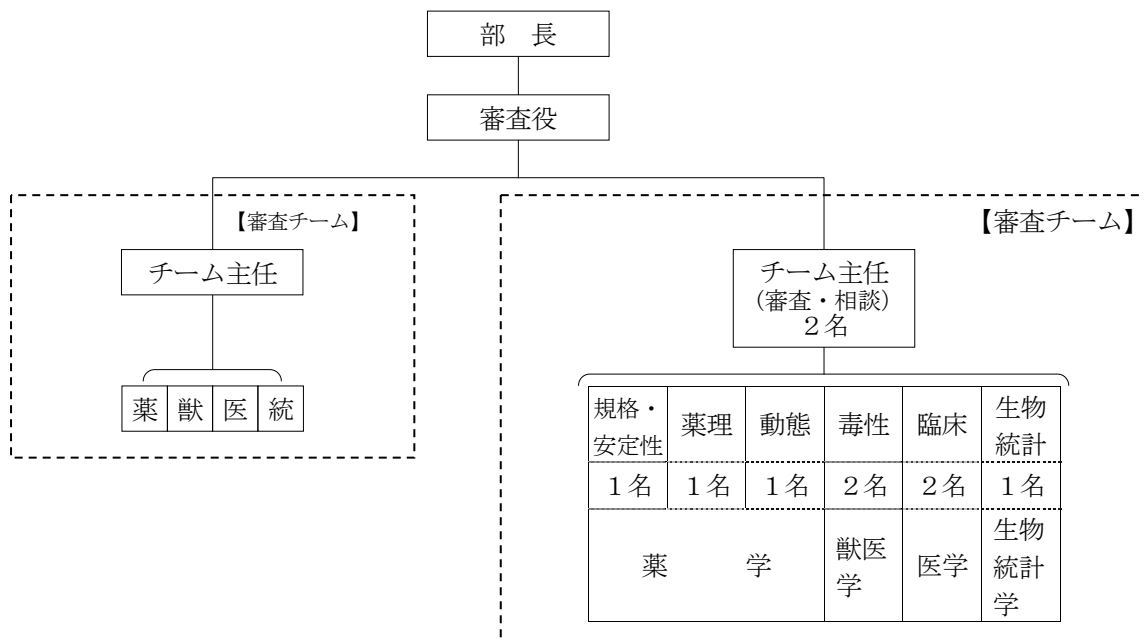 部　長
審査役
【審査チーム】
チーム主任
薬 獣 医 統
【審査チーム】
チーム主任
(審査・相談)
２名
規格・
安定性
薬理
動態
毒性
臨床
生物
統計
１名 １名 １名 ２名 ２名 １名
薬　　学
獣医
学
医学
生物
統計
学